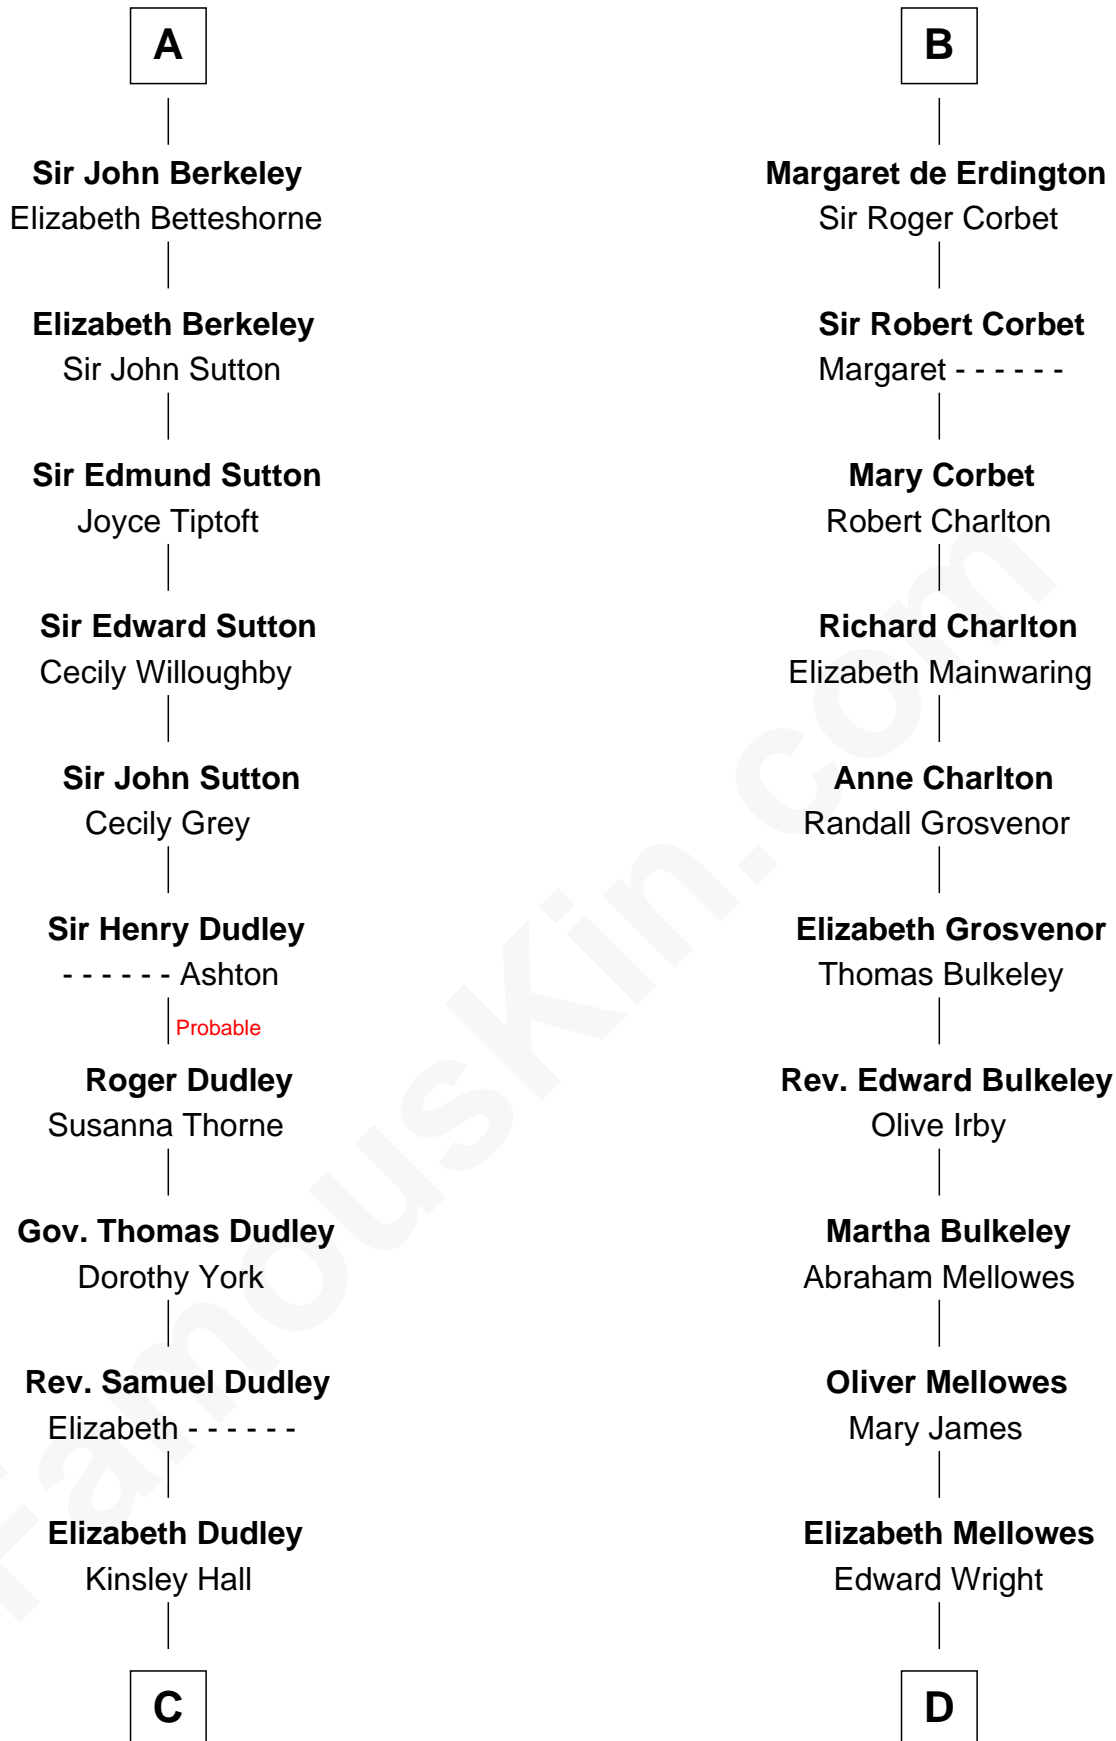 A
Sir John Berkeley
Elizabeth Betteshorne
Elizabeth Berkeley
Sir John Sutton
Sir Edmund Sutton
Joyce Tiptoft
Sir Edward Sutton
Cecily Willoughby
Sir John Sutton
Cecily Grey
Sir Henry Dudley
- - - - - - Ashton
Probable
Roger Dudley
Susanna Thorne
Gov. Thomas Dudley
Dorothy York
Rev. Samuel Dudley
Elizabeth - - - - - -
Elizabeth Dudley
Kinsley Hall
C
B
Margaret de Erdington
Sir Roger Corbet
Sir Robert Corbet
Margaret - - - - - -
Mary Corbet
Robert Charlton
Richard Charlton
Elizabeth Mainwaring
Anne Charlton
Randall Grosvenor
Elizabeth Grosvenor
Thomas Bulkeley
Rev. Edward Bulkeley
Olive Irby
Martha Bulkeley
Abraham Mellowes
Oliver Mellowes
Mary James
Elizabeth Mellowes
Edward Wright
D
FamousKin.com